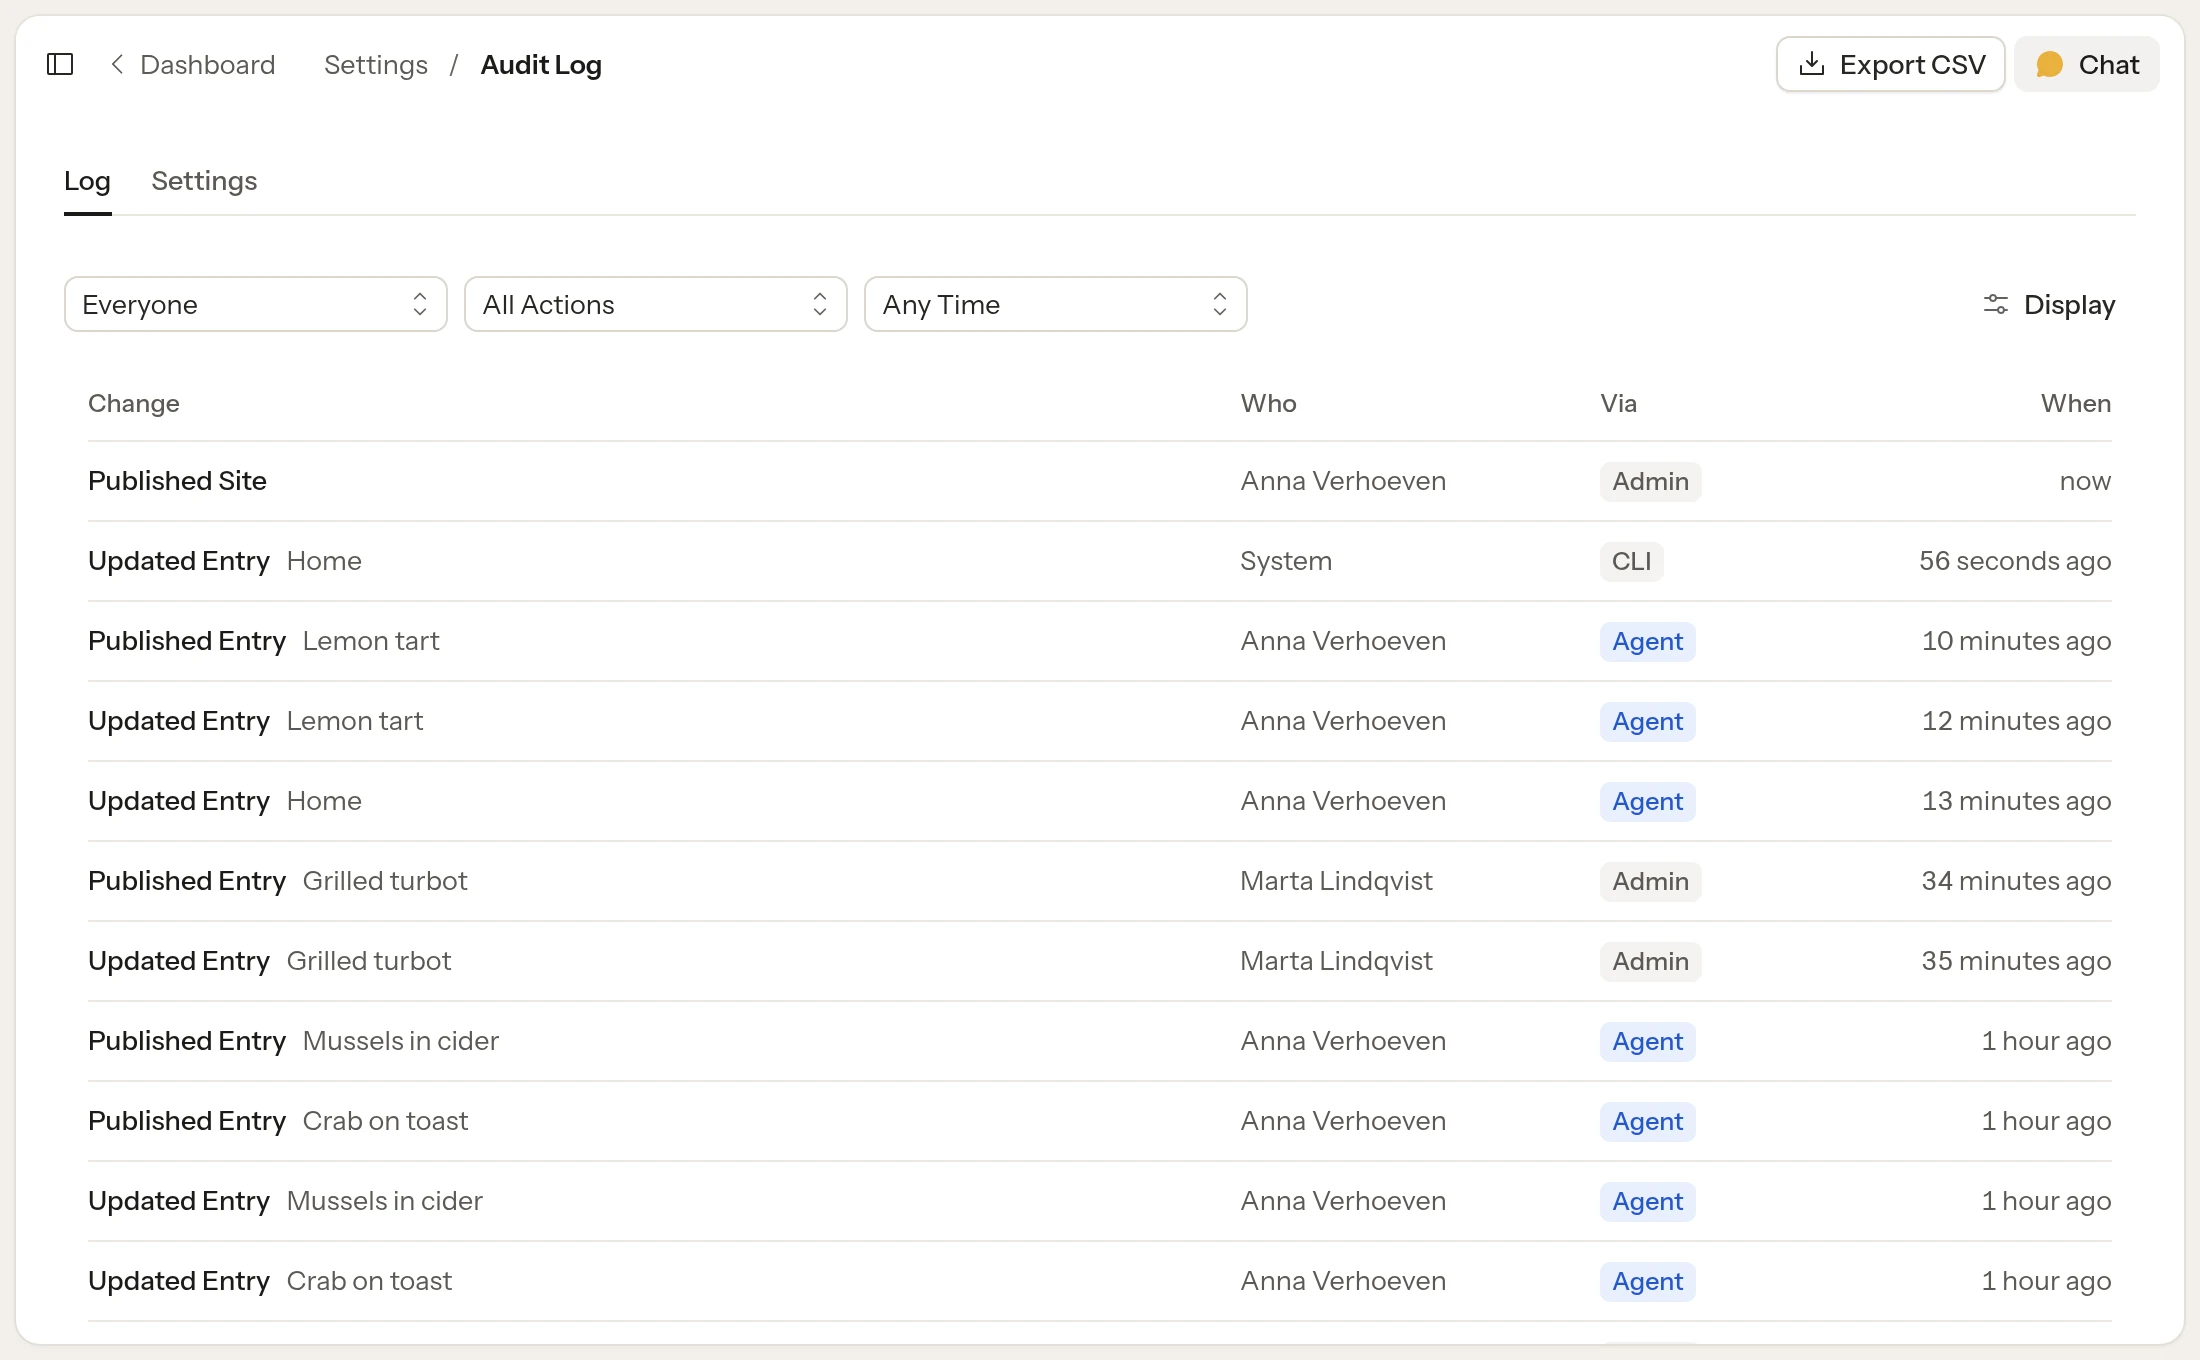 Dashboard Settings / Audit Log Export CSV Chat
Log Settings
Everyone All Actions Any Time Display
Change Who Via When
Published Site Anna Verhoeven Admin now
Updated Entry Home System CLI 56 seconds ago
Published Entry Lemon tart Anna Verhoeven Agent 10 minutes ago
Updated Entry Lemon tart Anna Verhoeven Agent 12 minutes ago
Updated Entry Home Anna Verhoeven Agent 13 minutes ago
Published Entry Grilled turbot Marta Lindqvist Admin 34 minutes ago
Updated Entry Grilled turbot Marta Lindqvist Admin 35 minutes ago
Published Entry Mussels in cider Anna Verhoeven Agent 1 hour ago
Published Entry Crab on toast Anna Verhoeven Agent 1 hour ago
Updated Entry Mussels in cider Anna Verhoeven Agent 1 hour ago
Updated Entry Crab on toast Anna Verhoeven Agent 1 hour ago